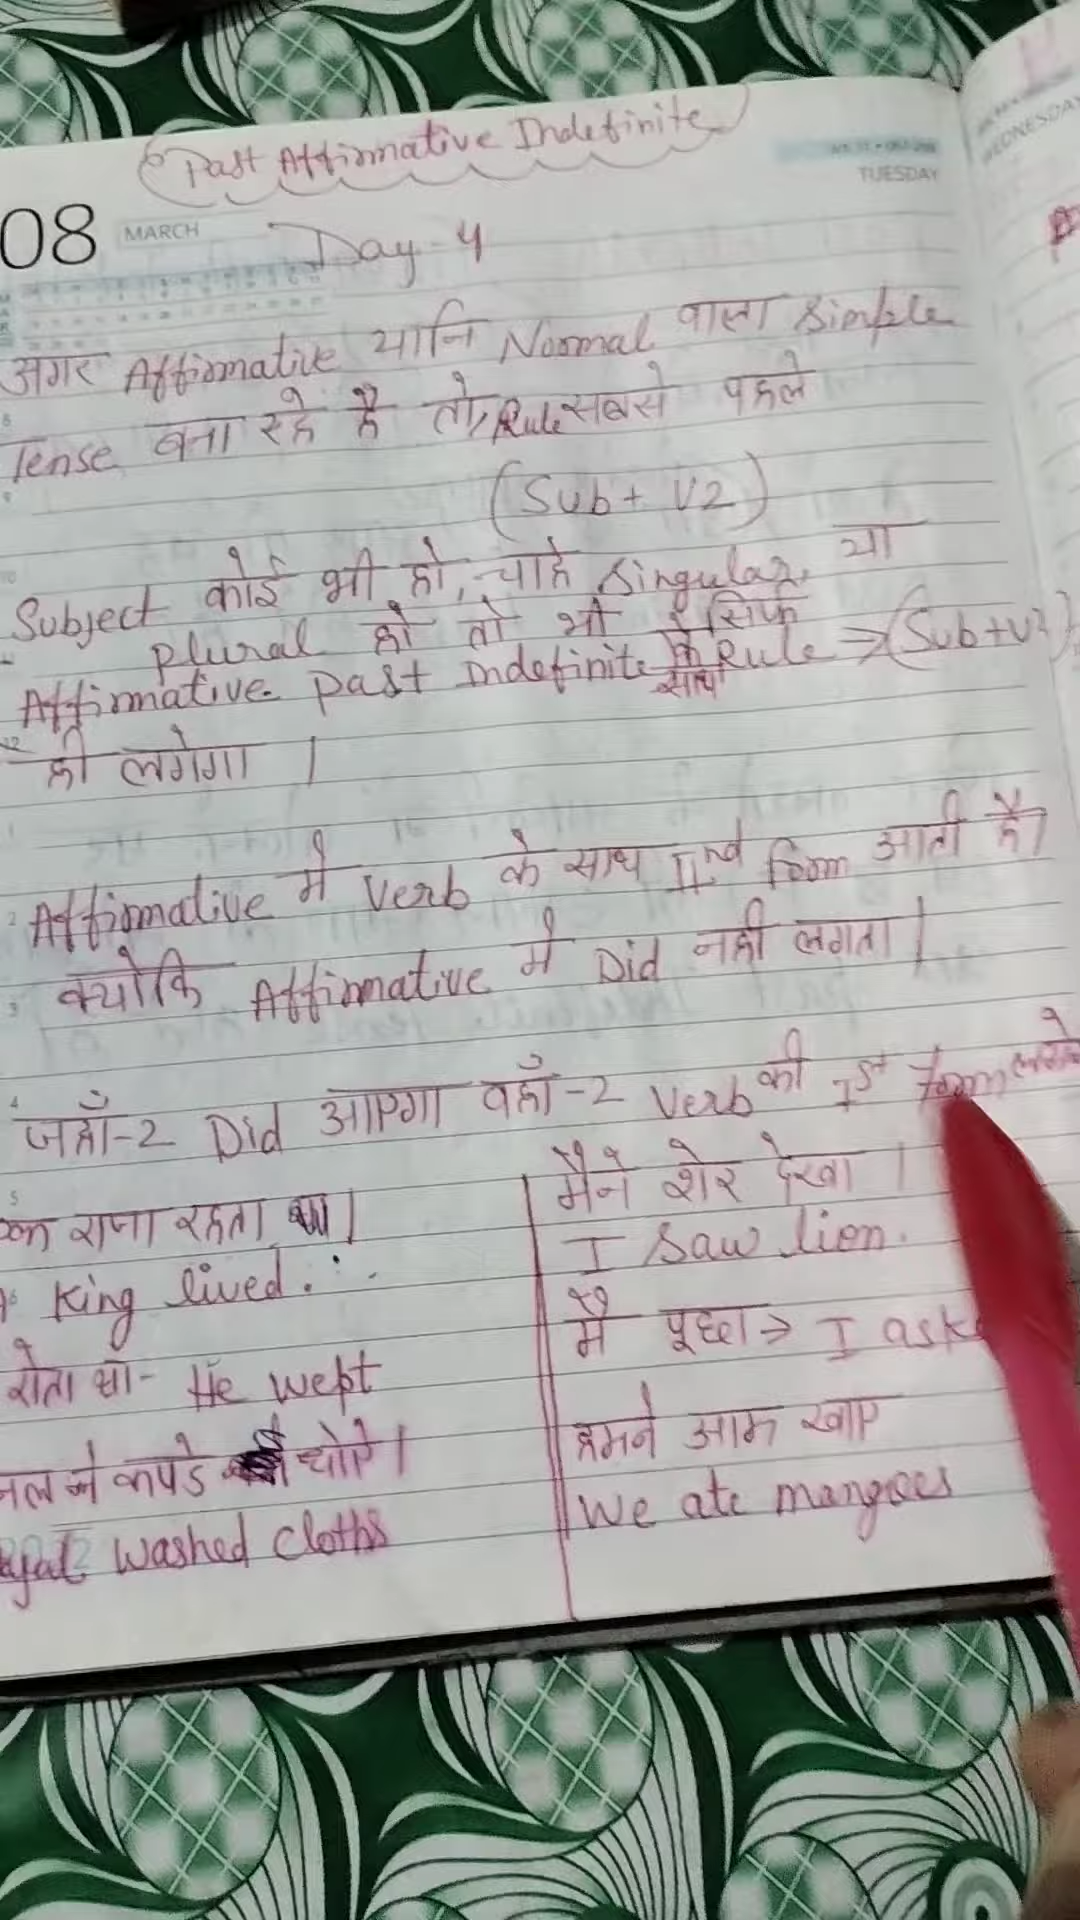 Past Affirmative Indefinite
TUESDAY
WEDNESDAY
08 MARCH
Day-4
अगर Affirmative यानि Normal वाला Simple
Tense बना रहे है तो, Rule सबसे पहले
(Sub + V2)
Subject कोई भी हो, चाहे Singular या
plural हो तो भी सिर्फ
Affirmative Past Indefinite के साथ Rule ⇒ (Sub+V2)
ही लगेगा।
Affirmative में Verb के साथ IInd form आती है।
क्योकि Affirmative में Did नही लगता।
जहाँ-2 Did आएगा वहाँ-2 Verb की Ist form
राजा रहता था।
King lived.
रोता था- He wept
ने कपडे धोऐ।
washed cloths
मैंने शेर देखा।
I Saw lion.
मैं पूछा ⇒ I
हमने आम खाए
We ate mangoes